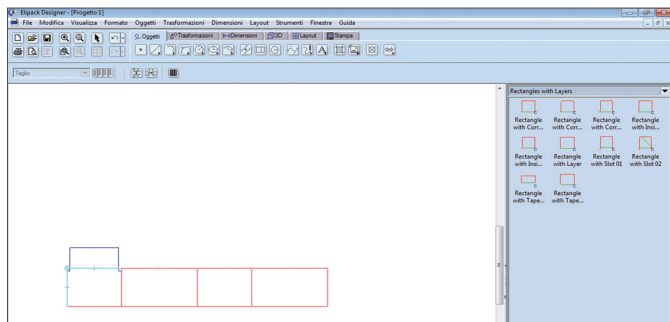 Elipack Designer - [Progetto 1]
File Modifica Visualizza Formato Oggetti Trasformazioni Dimensioni Layout Strumenti Finestra Guida
Oggetti Trasformazioni Dimensioni 3D Layout Stampa
Taglio
Rectangles with Layers
Rectangle with Corr...
Rectangle with Corr...
Rectangle with Corr...
Rectangle with Insi...
Rectangle with Insi...
Rectangle with Layer
Rectangle with Slot 01
Rectangle with Slot 02
Rectangle with Tape...
Rectangle with Tape...